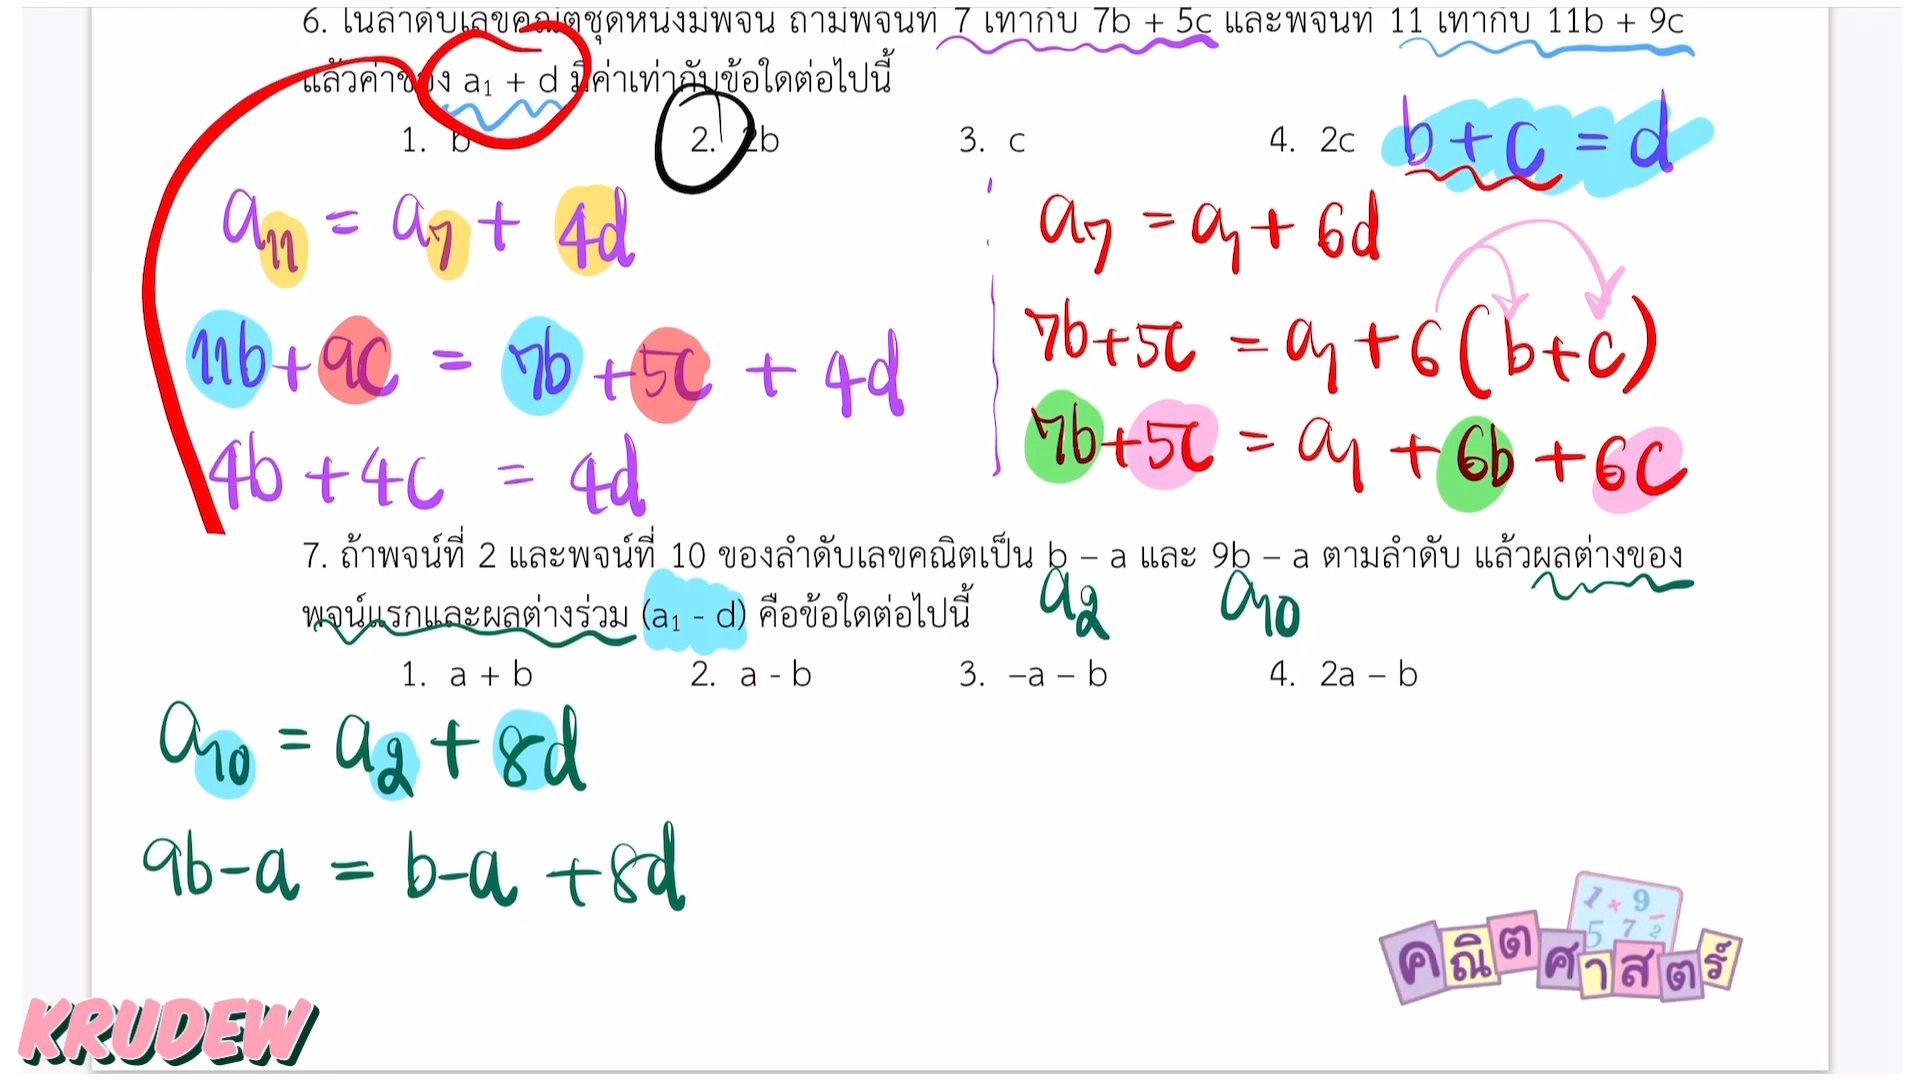 6. ในลำดับเลขคณิตชุดหนึ่งมีพจน์ ถ้ามีพจน์ที่ 7 เท่ากับ 7b + 5c และพจน์ที่ 11 เท่ากับ 11b + 9c
แล้วค่าของ a₁ + d มีค่าเท่ากับข้อใดต่อไปนี้
1. b 2. 2b 3. c 4. 2c
b + c = d
a₁₁ = a₇ + 4d
11b + 9c = 7b + 5c + 4d
4b + 4c = 4d
a₇ = a₁ + 6d
7b + 5c = a₁ + 6(b + c)
7b + 5c = a₁ + 6b + 6c
7. ถ้าพจน์ที่ 2 และพจน์ที่ 10 ของลำดับเลขคณิตเป็น b – a และ 9b – a ตามลำดับ แล้วผลต่างของ
พจน์แรกและผลต่างร่วม (a₁ - d) คือข้อใดต่อไปนี้
a₂ a₁₀
1. a + b 2. a - b 3. –a – b 4. 2a – b
a₁₀ = a₂ + 8d
9b - a = b - a + 8d
1 × 9
5 7 2
คณิตศาสตร์
KRUDEW